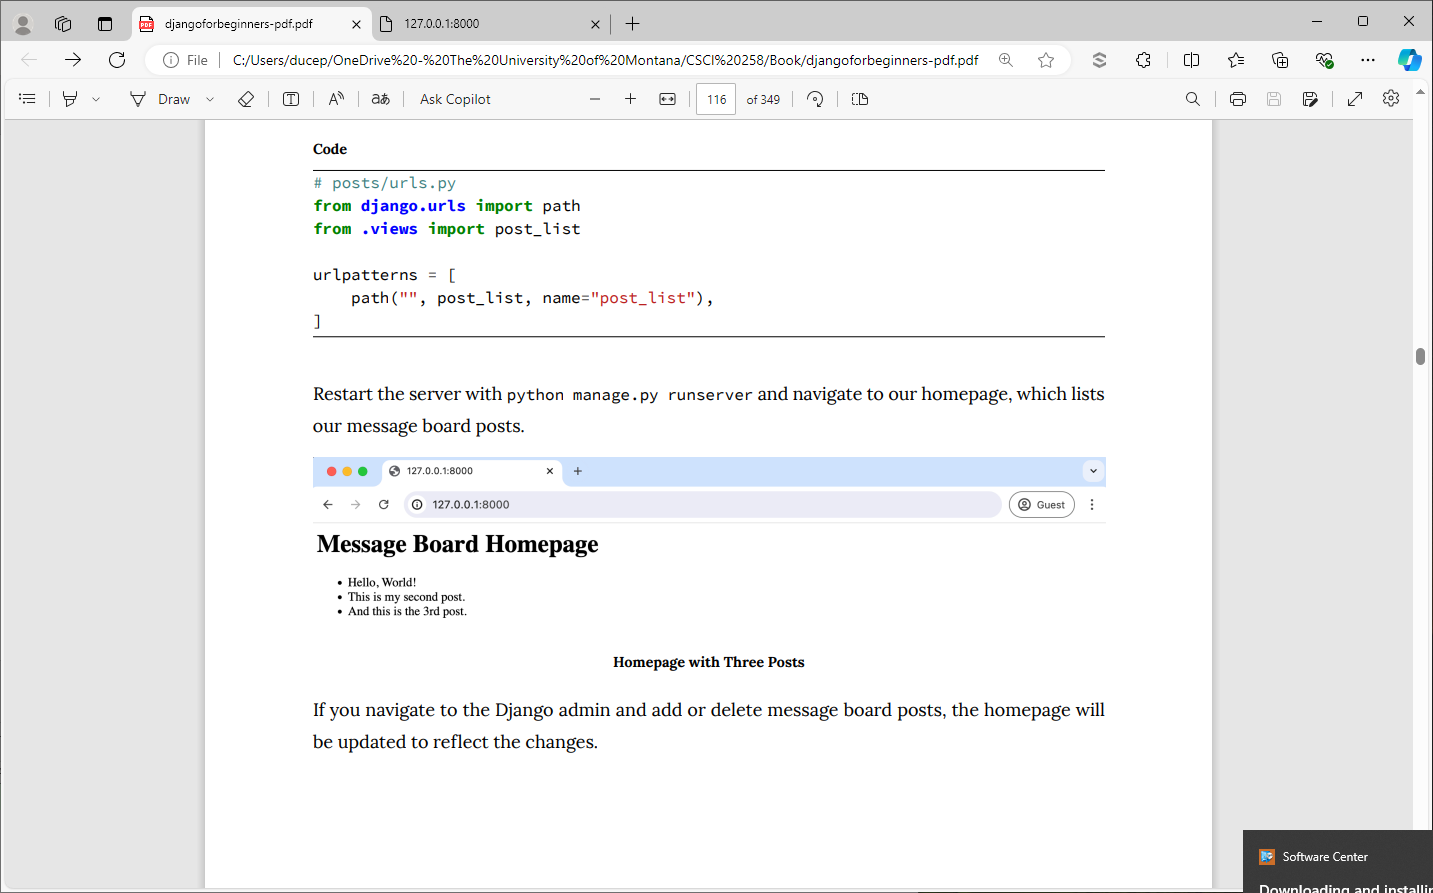 djangoforbeginners-pdf.pdf
127.0.0.1:8000
File
C:/Users/ducep/OneDrive%20-%20The%20University%20of%20Montana/CSCI%20258/Book/djangoforbeginners-pdf.pdf
Draw
Ask Copilot
116 of 349
Code
# posts/urls.py
from django.urls import path
from .views import post_list
urlpatterns = [
    path("", post_list, name="post_list"),
]
Restart the server with python manage.py runserver and navigate to our homepage, which lists
our message board posts.
127.0.0.1:8000
127.0.0.1:8000
Guest
Message Board Homepage
• Hello, World!
• This is my second post.
• And this is the 3rd post.
Homepage with Three Posts
If you navigate to the Django admin and add or delete message board posts, the homepage will
be updated to reflect the changes.
Software Center
Downloading and